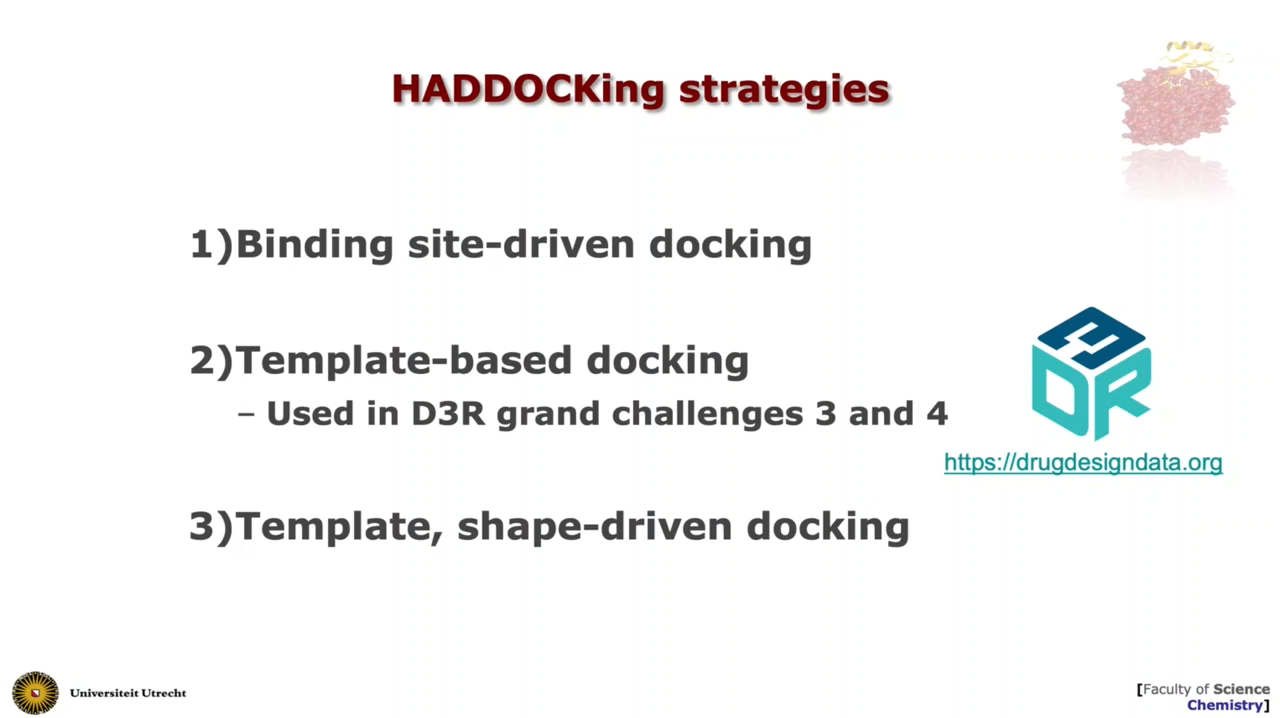 HADDOCKing strategies
1)Binding site-driven docking
2)Template-based docking
– Used in D3R grand challenges 3 and 4
D3R
https://drugdesigndata.org
3)Template, shape-driven docking
Universiteit Utrecht
[Faculty of Science
Chemistry]